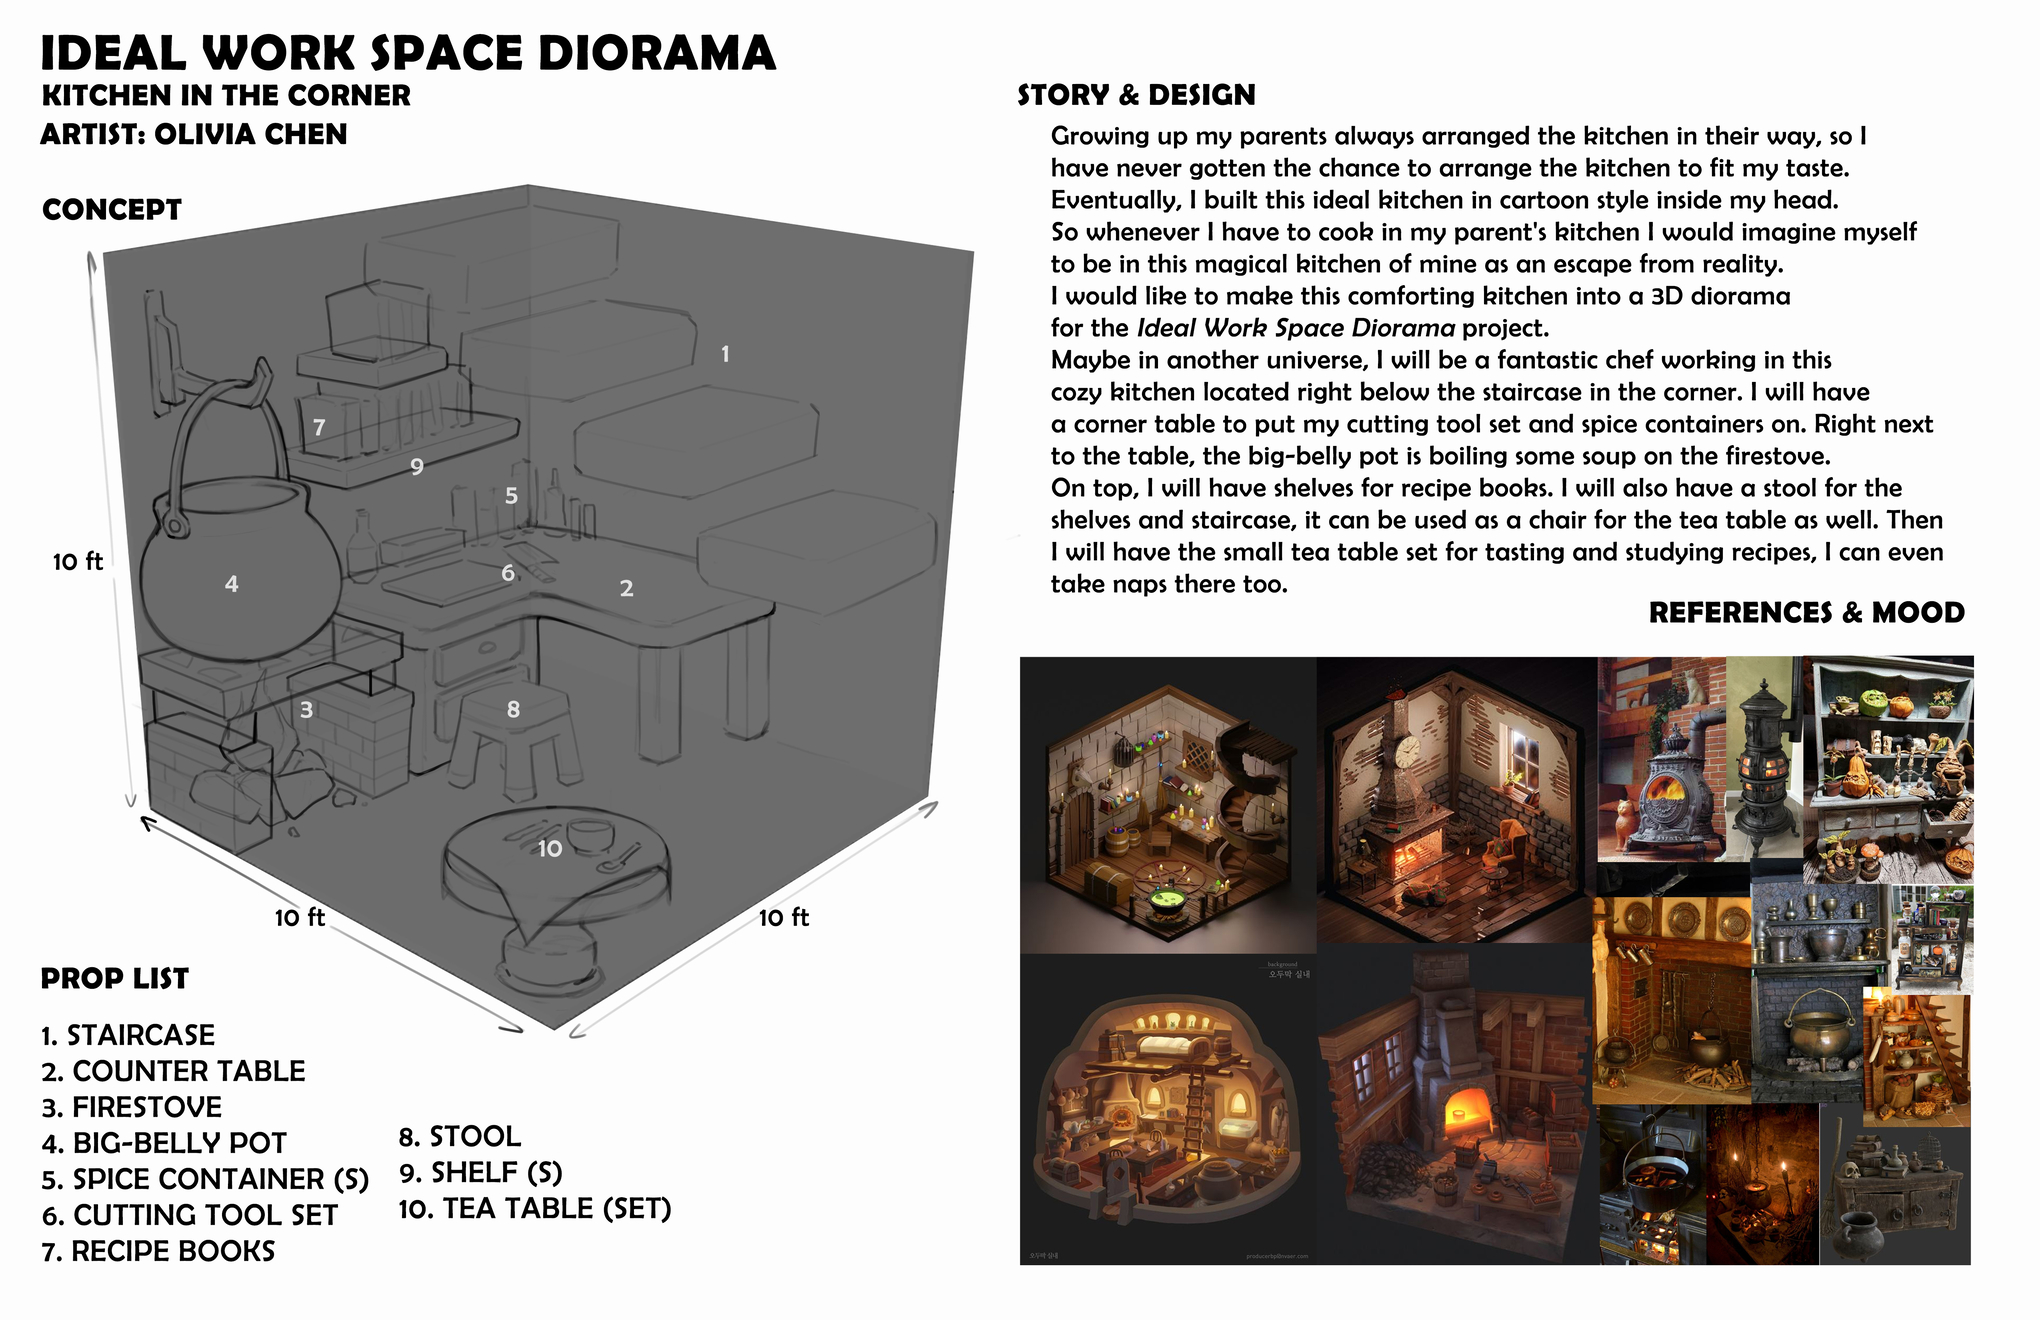 IDEAL WORK SPACE DIORAMA
KITCHEN IN THE CORNER
ARTIST: OLIVIA CHEN
CONCEPT
1
7
9
5
6
2
4
3
8
10
10 ft
10 ft
10 ft
PROP LIST
1. STAIRCASE
2. COUNTER TABLE
3. FIRESTOVE
4. BIG-BELLY POT
5. SPICE CONTAINER (S)
6. CUTTING TOOL SET
7. RECIPE BOOKS
8. STOOL
9. SHELF (S)
10. TEA TABLE (SET)
STORY & DESIGN
Growing up my parents always arranged the kitchen in their way, so I
have never gotten the chance to arrange the kitchen to fit my taste.
Eventually, I built this ideal kitchen in cartoon style inside my head.
So whenever I have to cook in my parent's kitchen I would imagine myself
to be in this magical kitchen of mine as an escape from reality.
I would like to make this comforting kitchen into a 3D diorama
for the Ideal Work Space Diorama project.
Maybe in another universe, I will be a fantastic chef working in this
cozy kitchen located right below the staircase in the corner. I will have
a corner table to put my cutting tool set and spice containers on. Right next
to the table, the big-belly pot is boiling some soup on the firestove.
On top, I will have shelves for recipe books. I will also have a stool for the
shelves and staircase, it can be used as a chair for the tea table as well. Then
I will have the small tea table set for tasting and studying recipes, I can even
take naps there too.
REFERENCES & MOOD
background
오두막 실내
오두막 실내